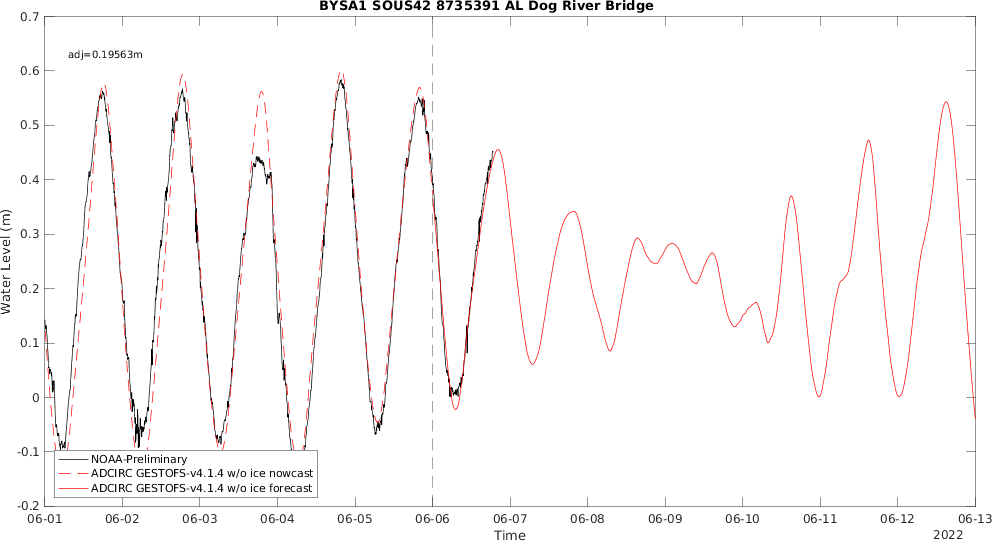 BYSA1 SOUS42 8735391 AL Dog River Bridge
adj=0.19563m
0.7
0.6
0.5
0.4
0.3
0.2
0.1
0
-0.1
-0.2
Water Level (m)
NOAA-Preliminary
ADCIRC GESTOFS-v4.1.4 w/o ice nowcast
ADCIRC GESTOFS-v4.1.4 w/o ice forecast
06-01 06-02 06-03 06-04 06-05 06-06 06-07 06-08 06-09 06-10 06-11 06-12 06-13
Time
2022